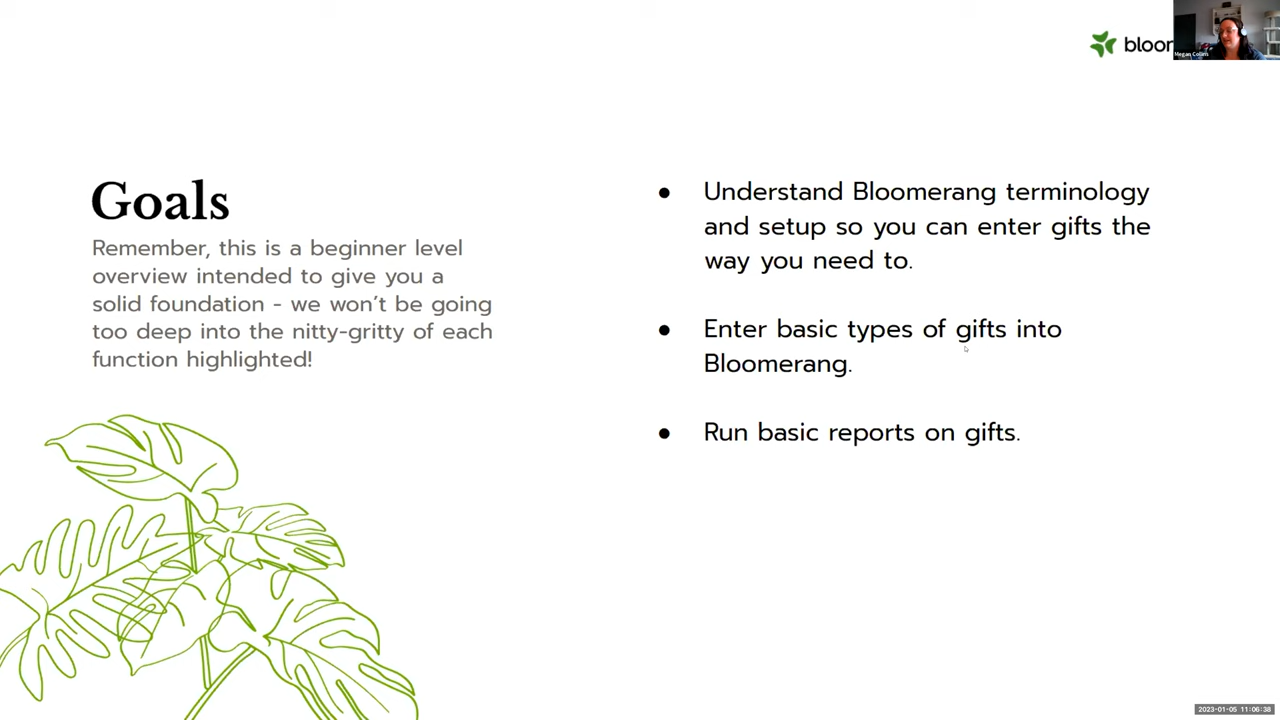 bloom
Megan Collins
Goals
Remember, this is a beginner level
overview intended to give you a
solid foundation - we won't be going
too deep into the nitty-gritty of each
function highlighted!
● Understand Bloomerang terminology
and setup so you can enter gifts the
way you need to.
● Enter basic types of gifts into
Bloomerang.
● Run basic reports on gifts.
2023-01-05 11:06:38